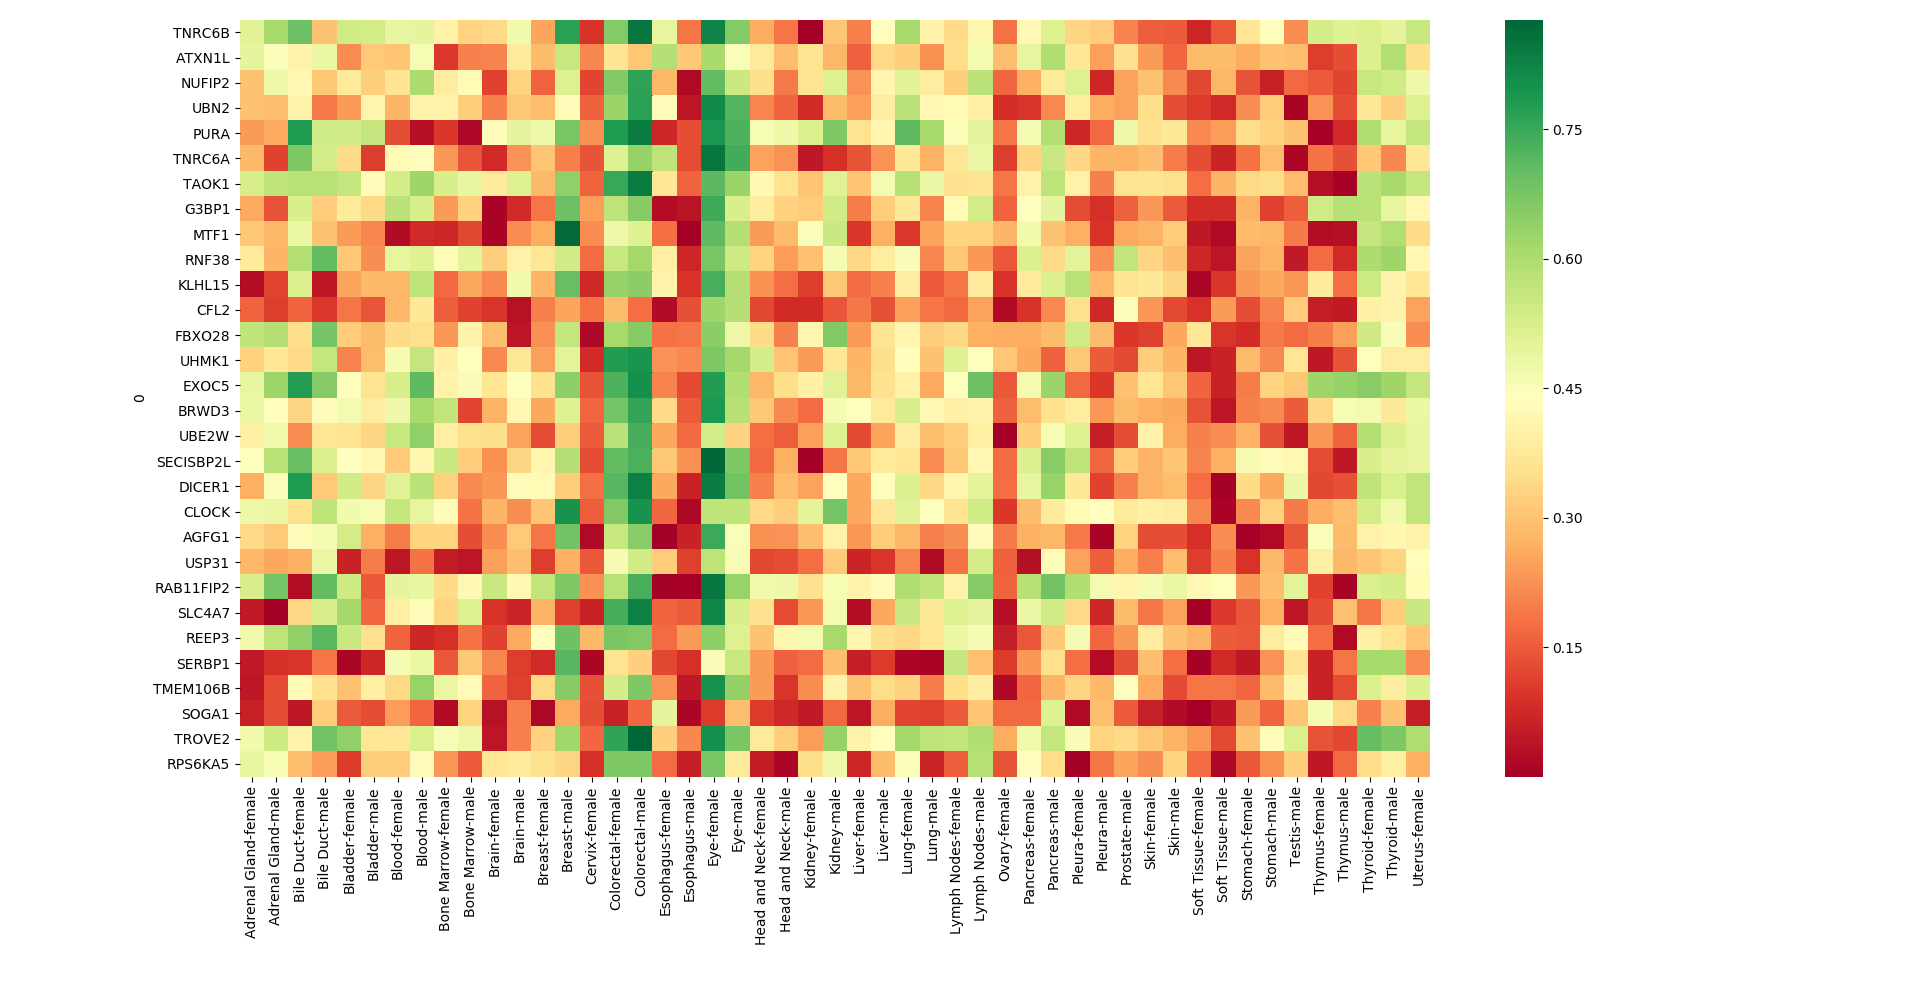 TNRC6B
ATXN1L
NUFIP2
UBN2
PURA
TNRC6A
TAOK1
G3BP1
MTF1
RNF38
KLHL15
CFL2
FBXO28
UHMK1
EXOC5
BRWD3
UBE2W
SECISBP2L
DICER1
CLOCK
AGFG1
USP31
RAB11FIP2
SLC4A7
REEP3
SERBP1
TMEM106B
SOGA1
TROVE2
RPS6KA5
0
Adrenal Gland-female
Adrenal Gland-male
Bile Duct-female
Bile Duct-male
Bladder-female
Bladder-male
Blood-female
Blood-male
Bone Marrow-female
Bone Marrow-male
Brain-female
Brain-male
Breast-female
Breast-male
Cervix-female
Colorectal-female
Colorectal-male
Esophagus-female
Esophagus-male
Eye-female
Eye-male
Head and Neck-female
Head and Neck-male
Kidney-female
Kidney-male
Liver-female
Liver-male
Lung-female
Lung-male
Lymph Nodes-female
Lymph Nodes-male
Ovary-female
Pancreas-female
Pancreas-male
Pleura-female
Pleura-male
Prostate-male
Skin-female
Skin-male
Soft Tissue-female
Soft Tissue-male
Stomach-female
Stomach-male
Testis-male
Thymus-female
Thymus-male
Thyroid-female
Thyroid-male
Uterus-female
0.75
0.60
0.45
0.30
0.15